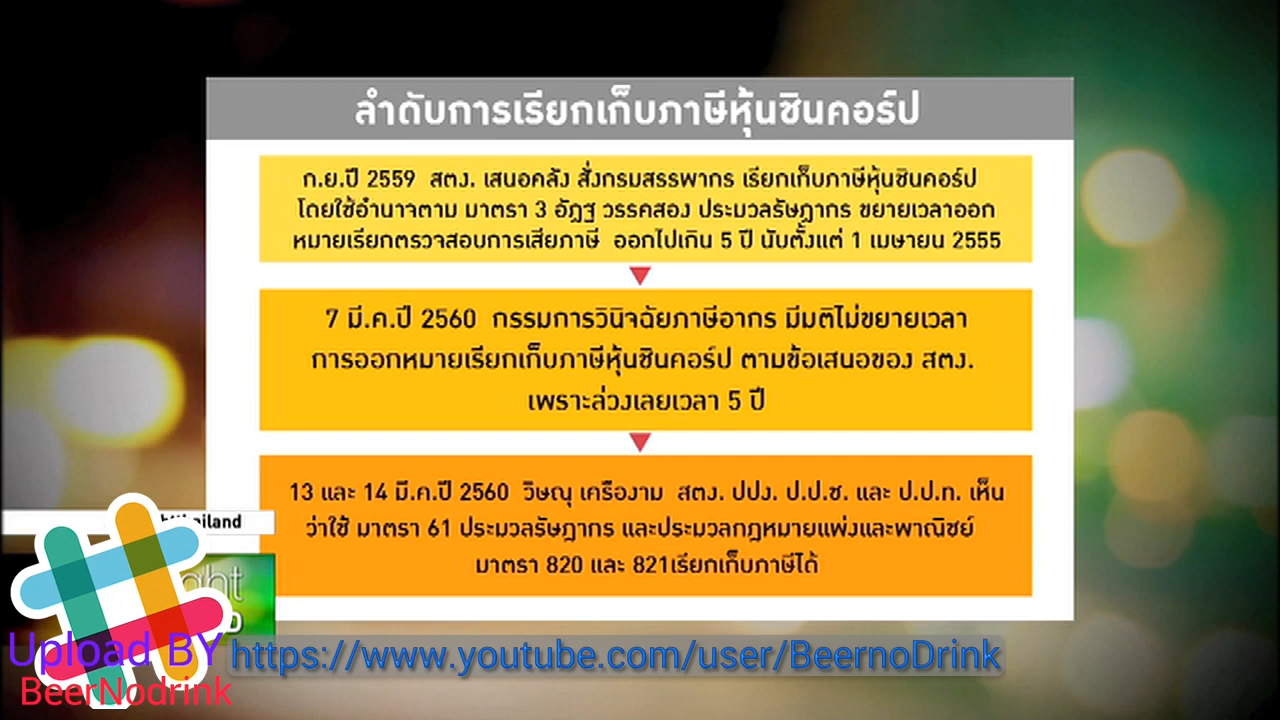 ลำดับการเรียกเก็บภาษีหุ้นชินคอร์ป
ก.ย.ปี 2559 สตง. เสนอคลัง สั่งกรมสรรพากร เรียกเก็บภาษีหุ้นชินคอร์ป
โดยใช้อำนาจตาม มาตรา 3 อัฏฐ วรรคสอง ประมวลรัษฎากร ขยายเวลาออก
หมายเรียกตรวจสอบการเสียภาษี ออกไปเกิน 5 ปี นับตั้งแต่ 1 เมษายน 2555
7 มี.ค.ปี 2560 กรรมการวินิจฉัยภาษีอากร มีมติไม่ขยายเวลา
การออกหมายเรียกเก็บภาษีหุ้นชินคอร์ป ตามข้อเสนอของ สตง.
เพราะล่วงเลยเวลา 5 ปี
13 และ 14 มี.ค.ปี 2560 วิษณุ เครืองาม สตง. ปปง. ป.ป.ช. และ ป.ป.ท. เห็น
ว่าใช้ มาตรา 61 ประมวลรัษฎากร และประมวลกฎหมายแพ่งและพาณิชย์
มาตรา 820 และ 821เรียกเก็บภาษีได้
Upload BY https://www.youtube.com/user/BeernoDrink
BeerNodrink